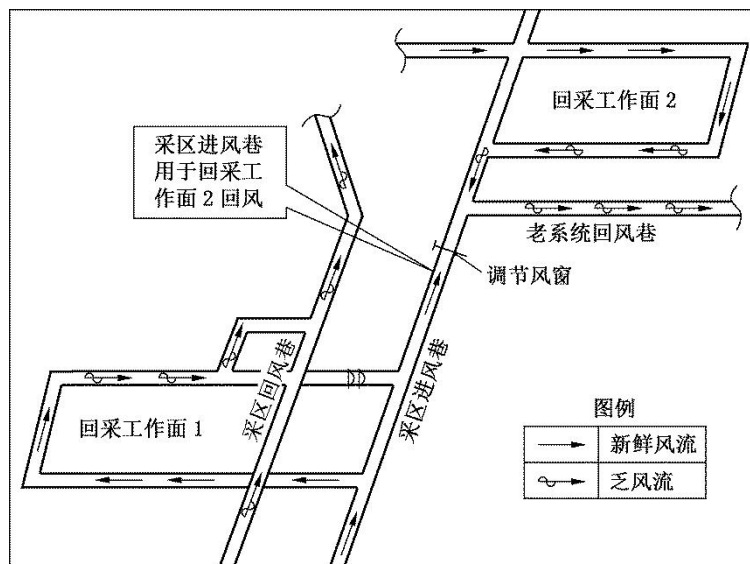 回采工作面 2
采区进风巷
用于回采工
作面 2 回风
老系统回风巷
调节风窗
采区回风巷
采区进风巷
回采工作面 1
图例
新鲜风流
乏风流